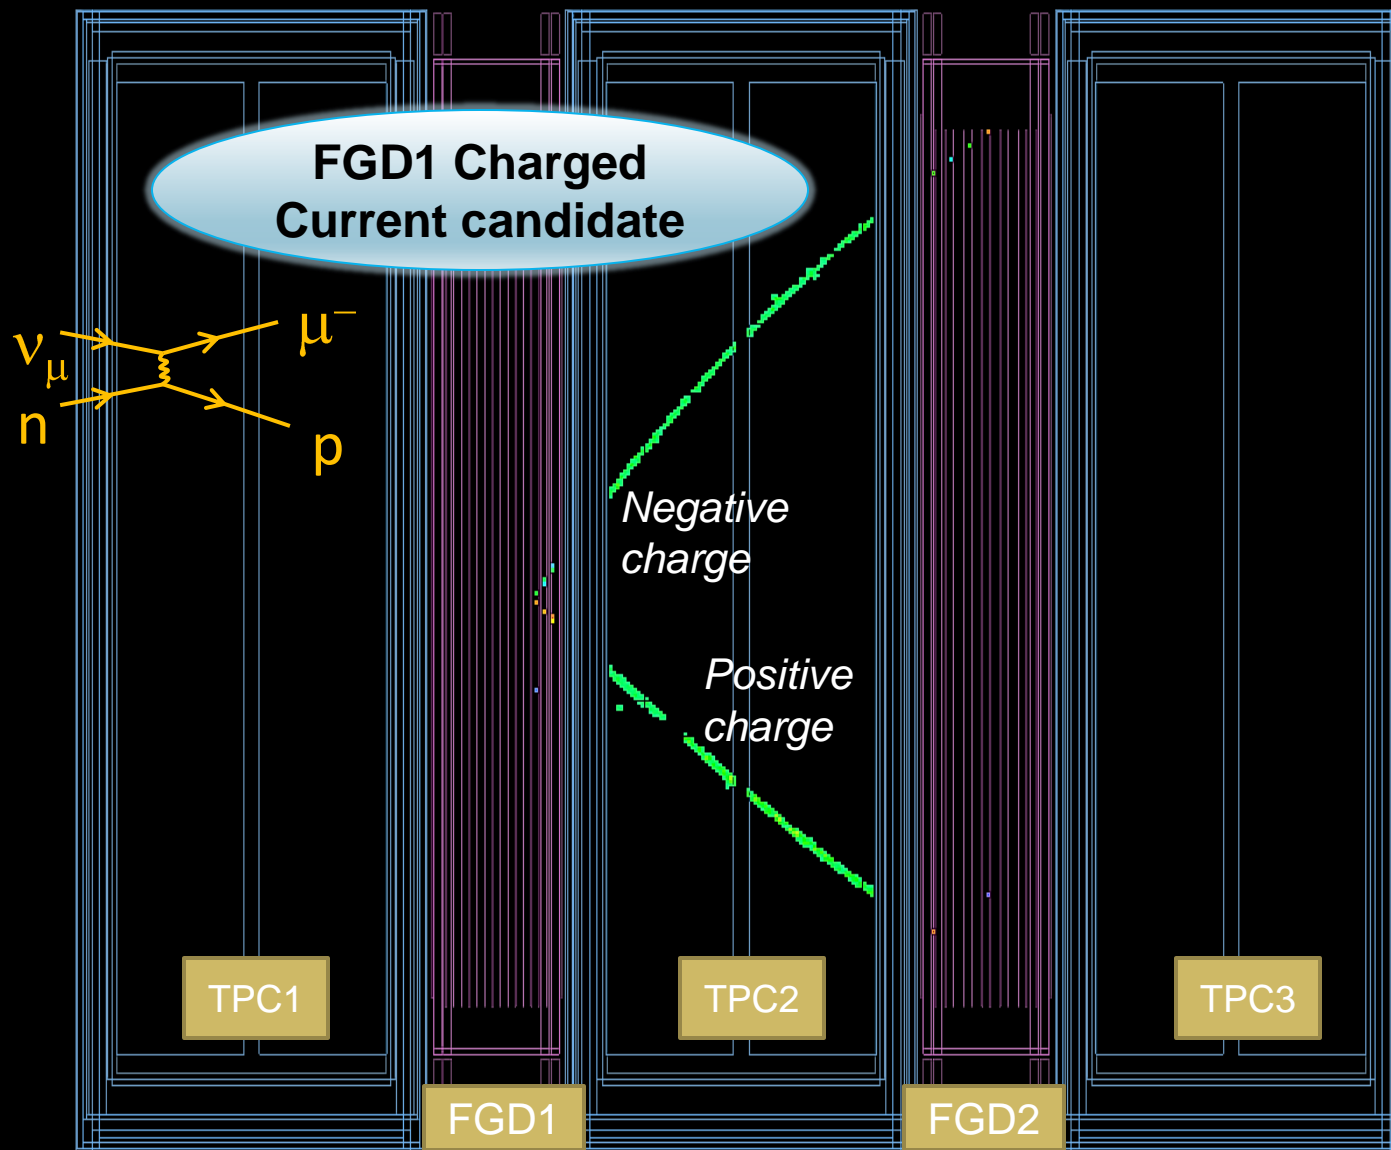 FGD1 Charged
Current candidate
νμ
μ−
n
p
Negative
charge
Positive
charge
TPC1
TPC2
TPC3
FGD1
FGD2